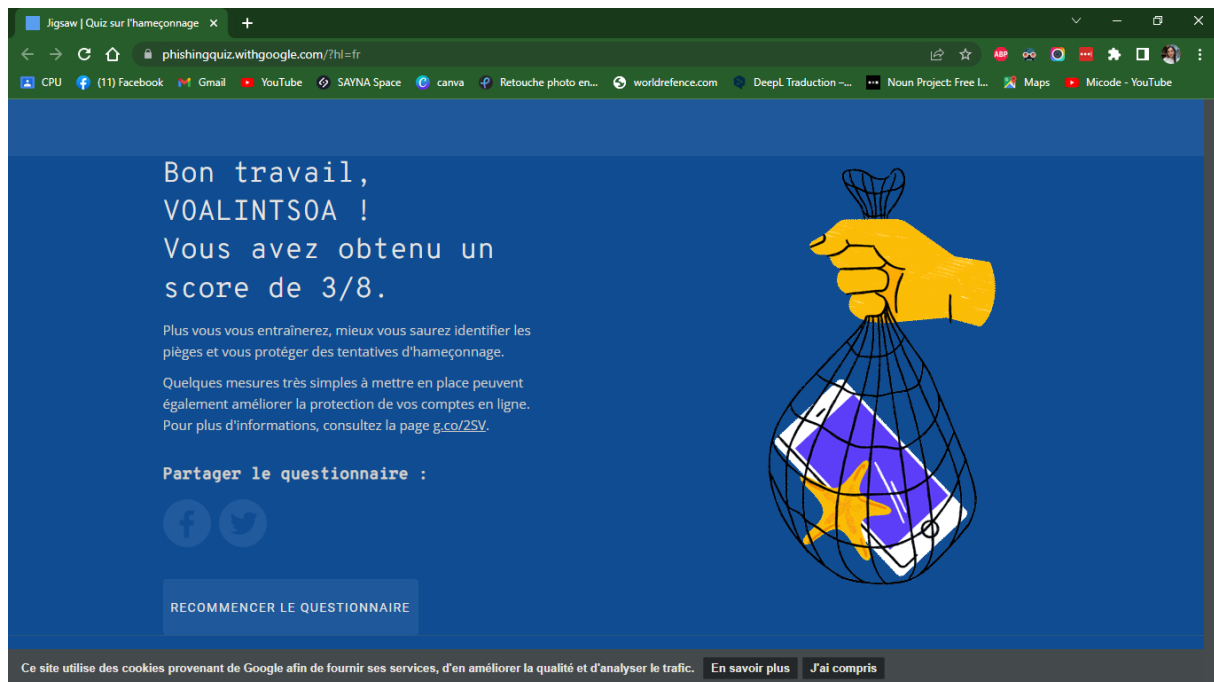 Jigsaw | Quiz sur l'hameçonnage
phishingquiz.withgoogle.com/?hl=fr
ABP
CPU (11) Facebook Gmail YouTube SAYNA Space canva Retouche photo en... worldrefence.com DeepL Traduction –... Noun Project: Free I... Maps Micode - YouTube
Bon travail,
VOALINTSOA !
Vous avez obtenu un
score de 3/8.
Plus vous vous entraînerez, mieux vous saurez identifier les
pièges et vous protéger des tentatives d'hameçonnage.
Quelques mesures très simples à mettre en place peuvent
également améliorer la protection de vos comptes en ligne.
Pour plus d'informations, consultez la page g.co/2SV.
Partager le questionnaire :
RECOMMENCER LE QUESTIONNAIRE
Ce site utilise des cookies provenant de Google afin de fournir ses services, d'en améliorer la qualité et d'analyser le trafic. En savoir plus J'ai compris